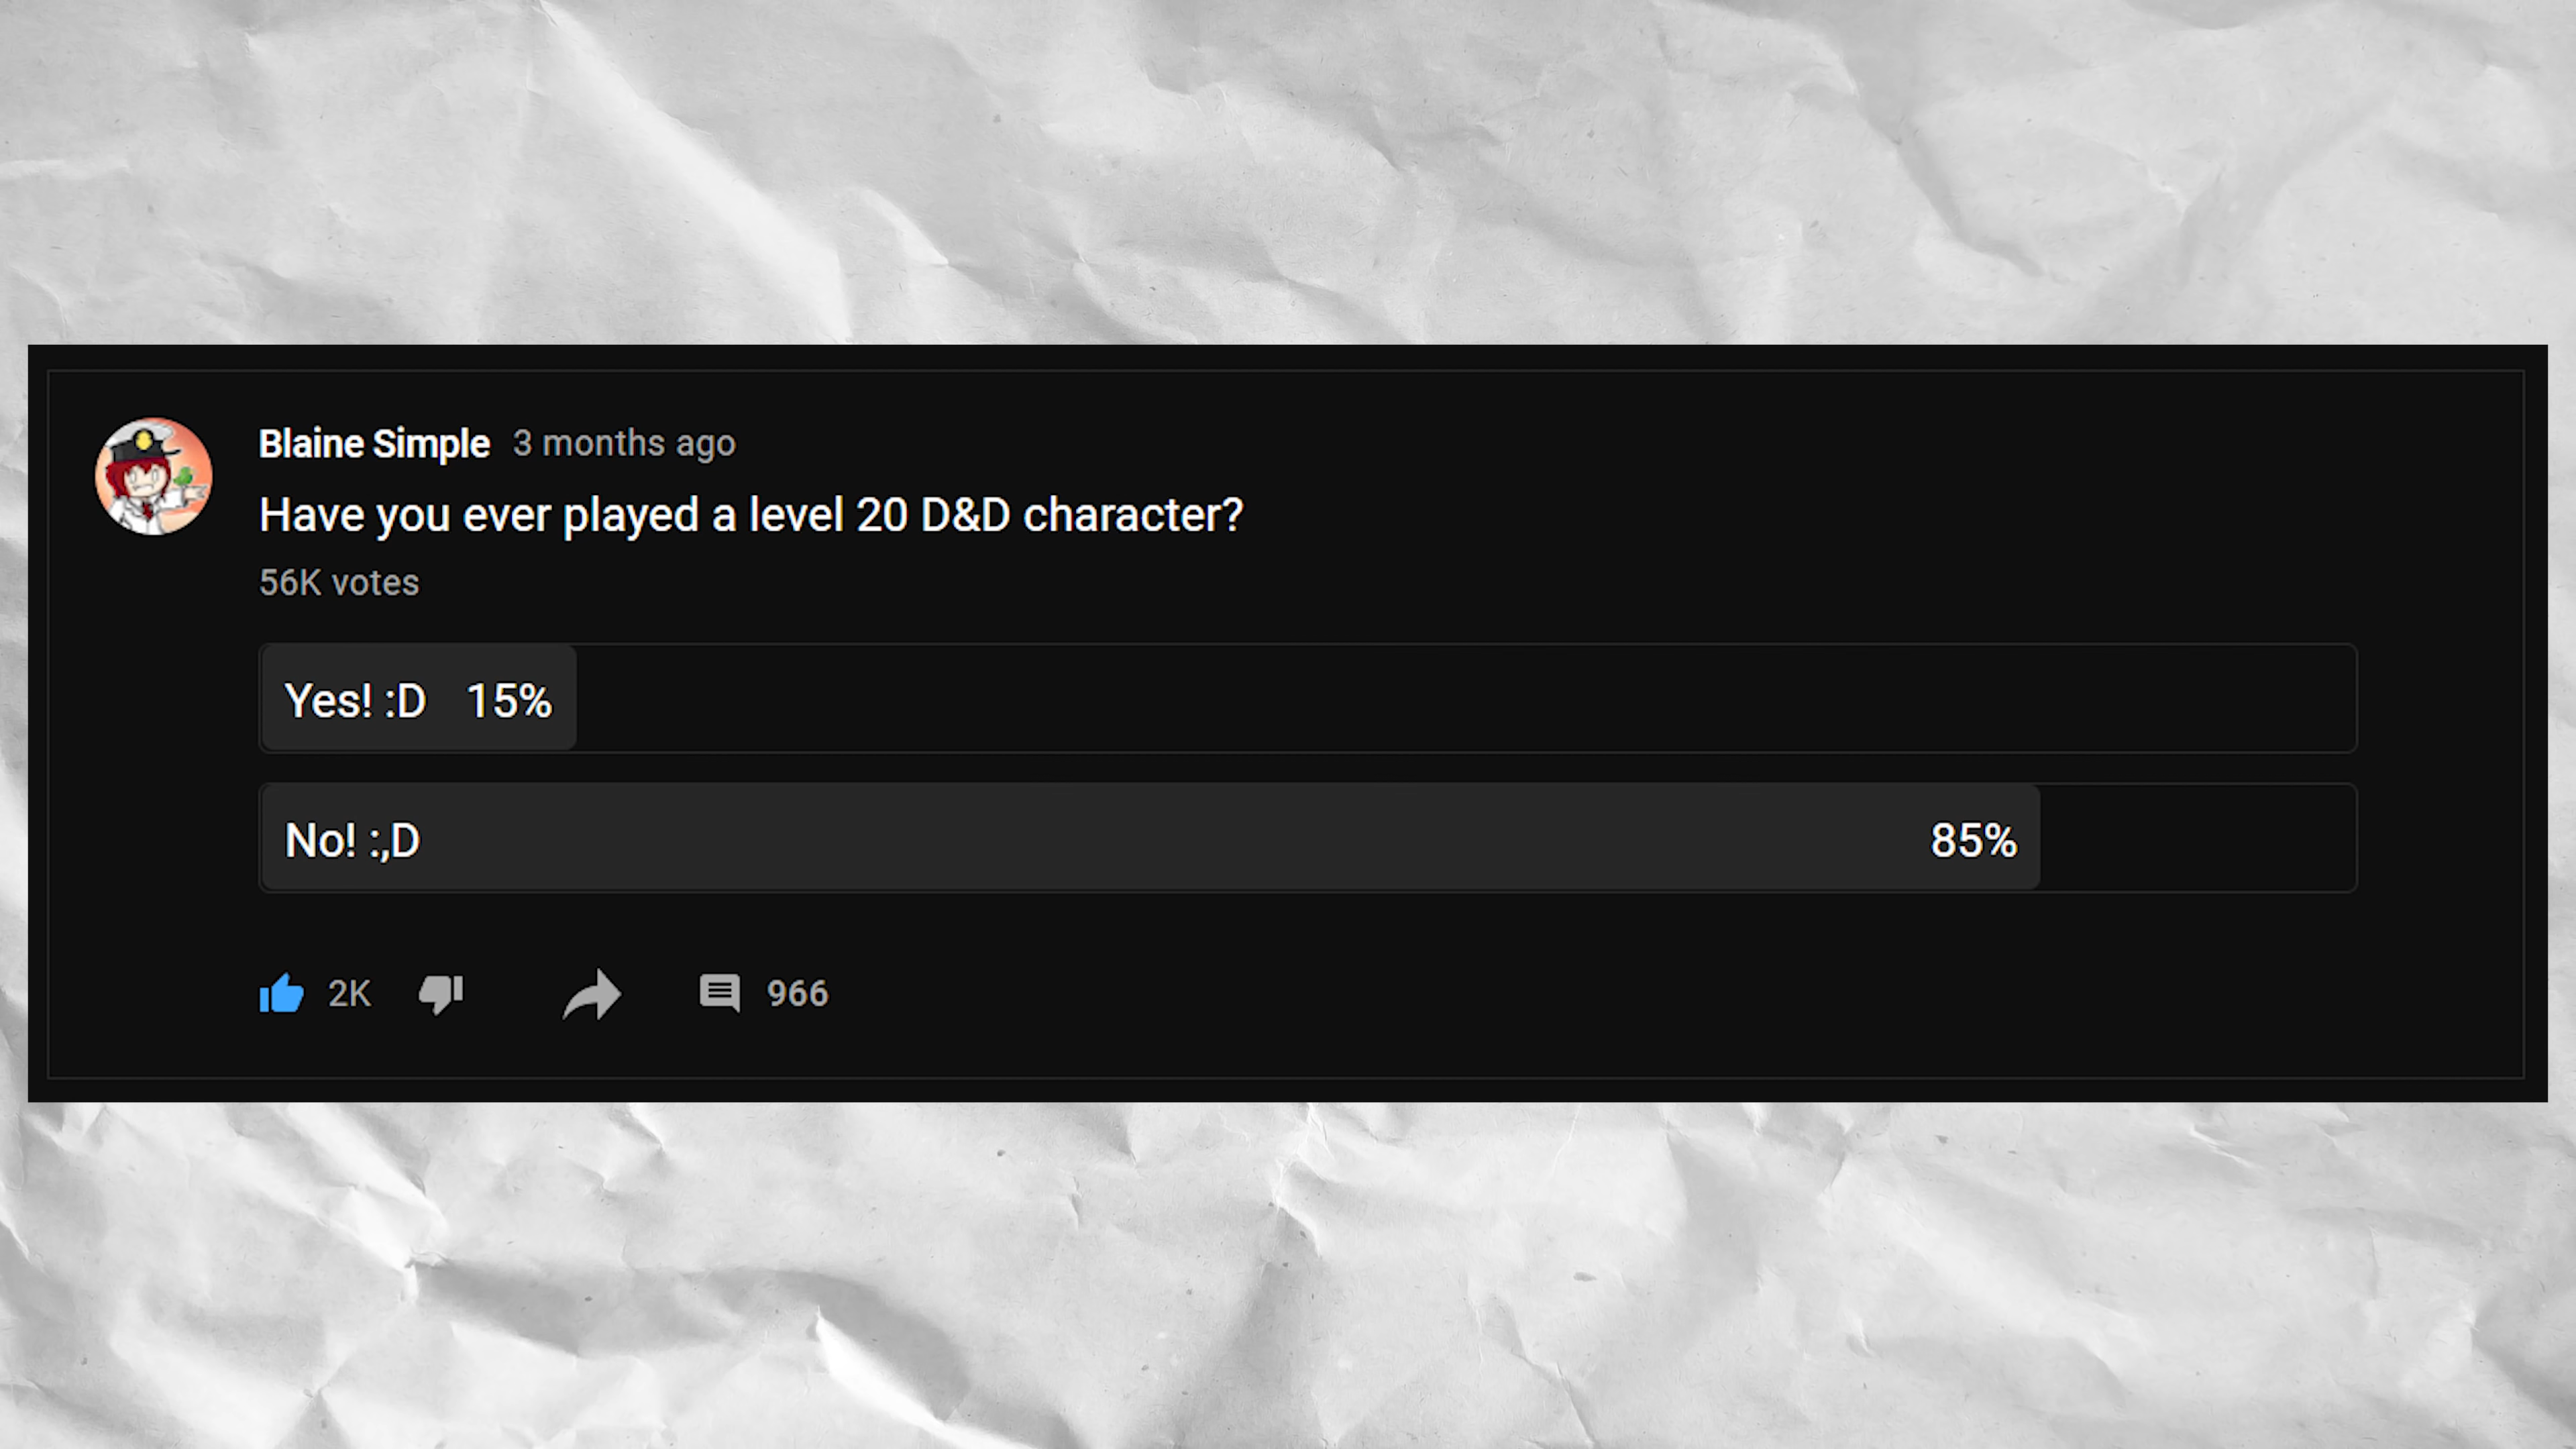 Blaine Simple 3 months ago
Have you ever played a level 20 D&D character?
56K votes
Yes! :D 15%
No! :,D 85%
2K 966